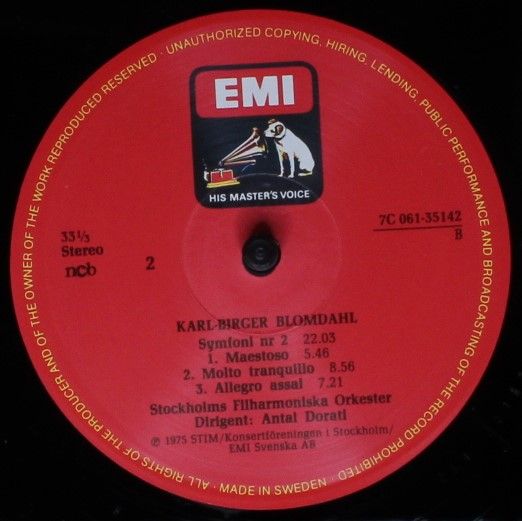 ALL RIGHTS OF THE PRODUCER AND OF THE OWNER OF THE WORK REPRODUCED RESERVED · UNAUTHORIZED COPYING, HIRING, LENDING, PUBLIC PERFORMANCE AND BROADCASTING OF THE RECORD PROHIBITED · MADE IN SWEDEN ·
EMI
HIS MASTER'S VOICE
33 1/3
Stereo
ncb
2
7C 061-35142
B
KARL-BIRGER BLOMDAHL
Symfoni nr 2 22.03
1. Maestoso 5.46
2. Molto tranquillo 8.56
3. Allegro assai 7.21
Stockholms Filharmoniska Orkester
Dirigent: Antal Dorati
℗ 1975 STIM/Konsertföreningen i Stockholm/
EMI Svenska AB